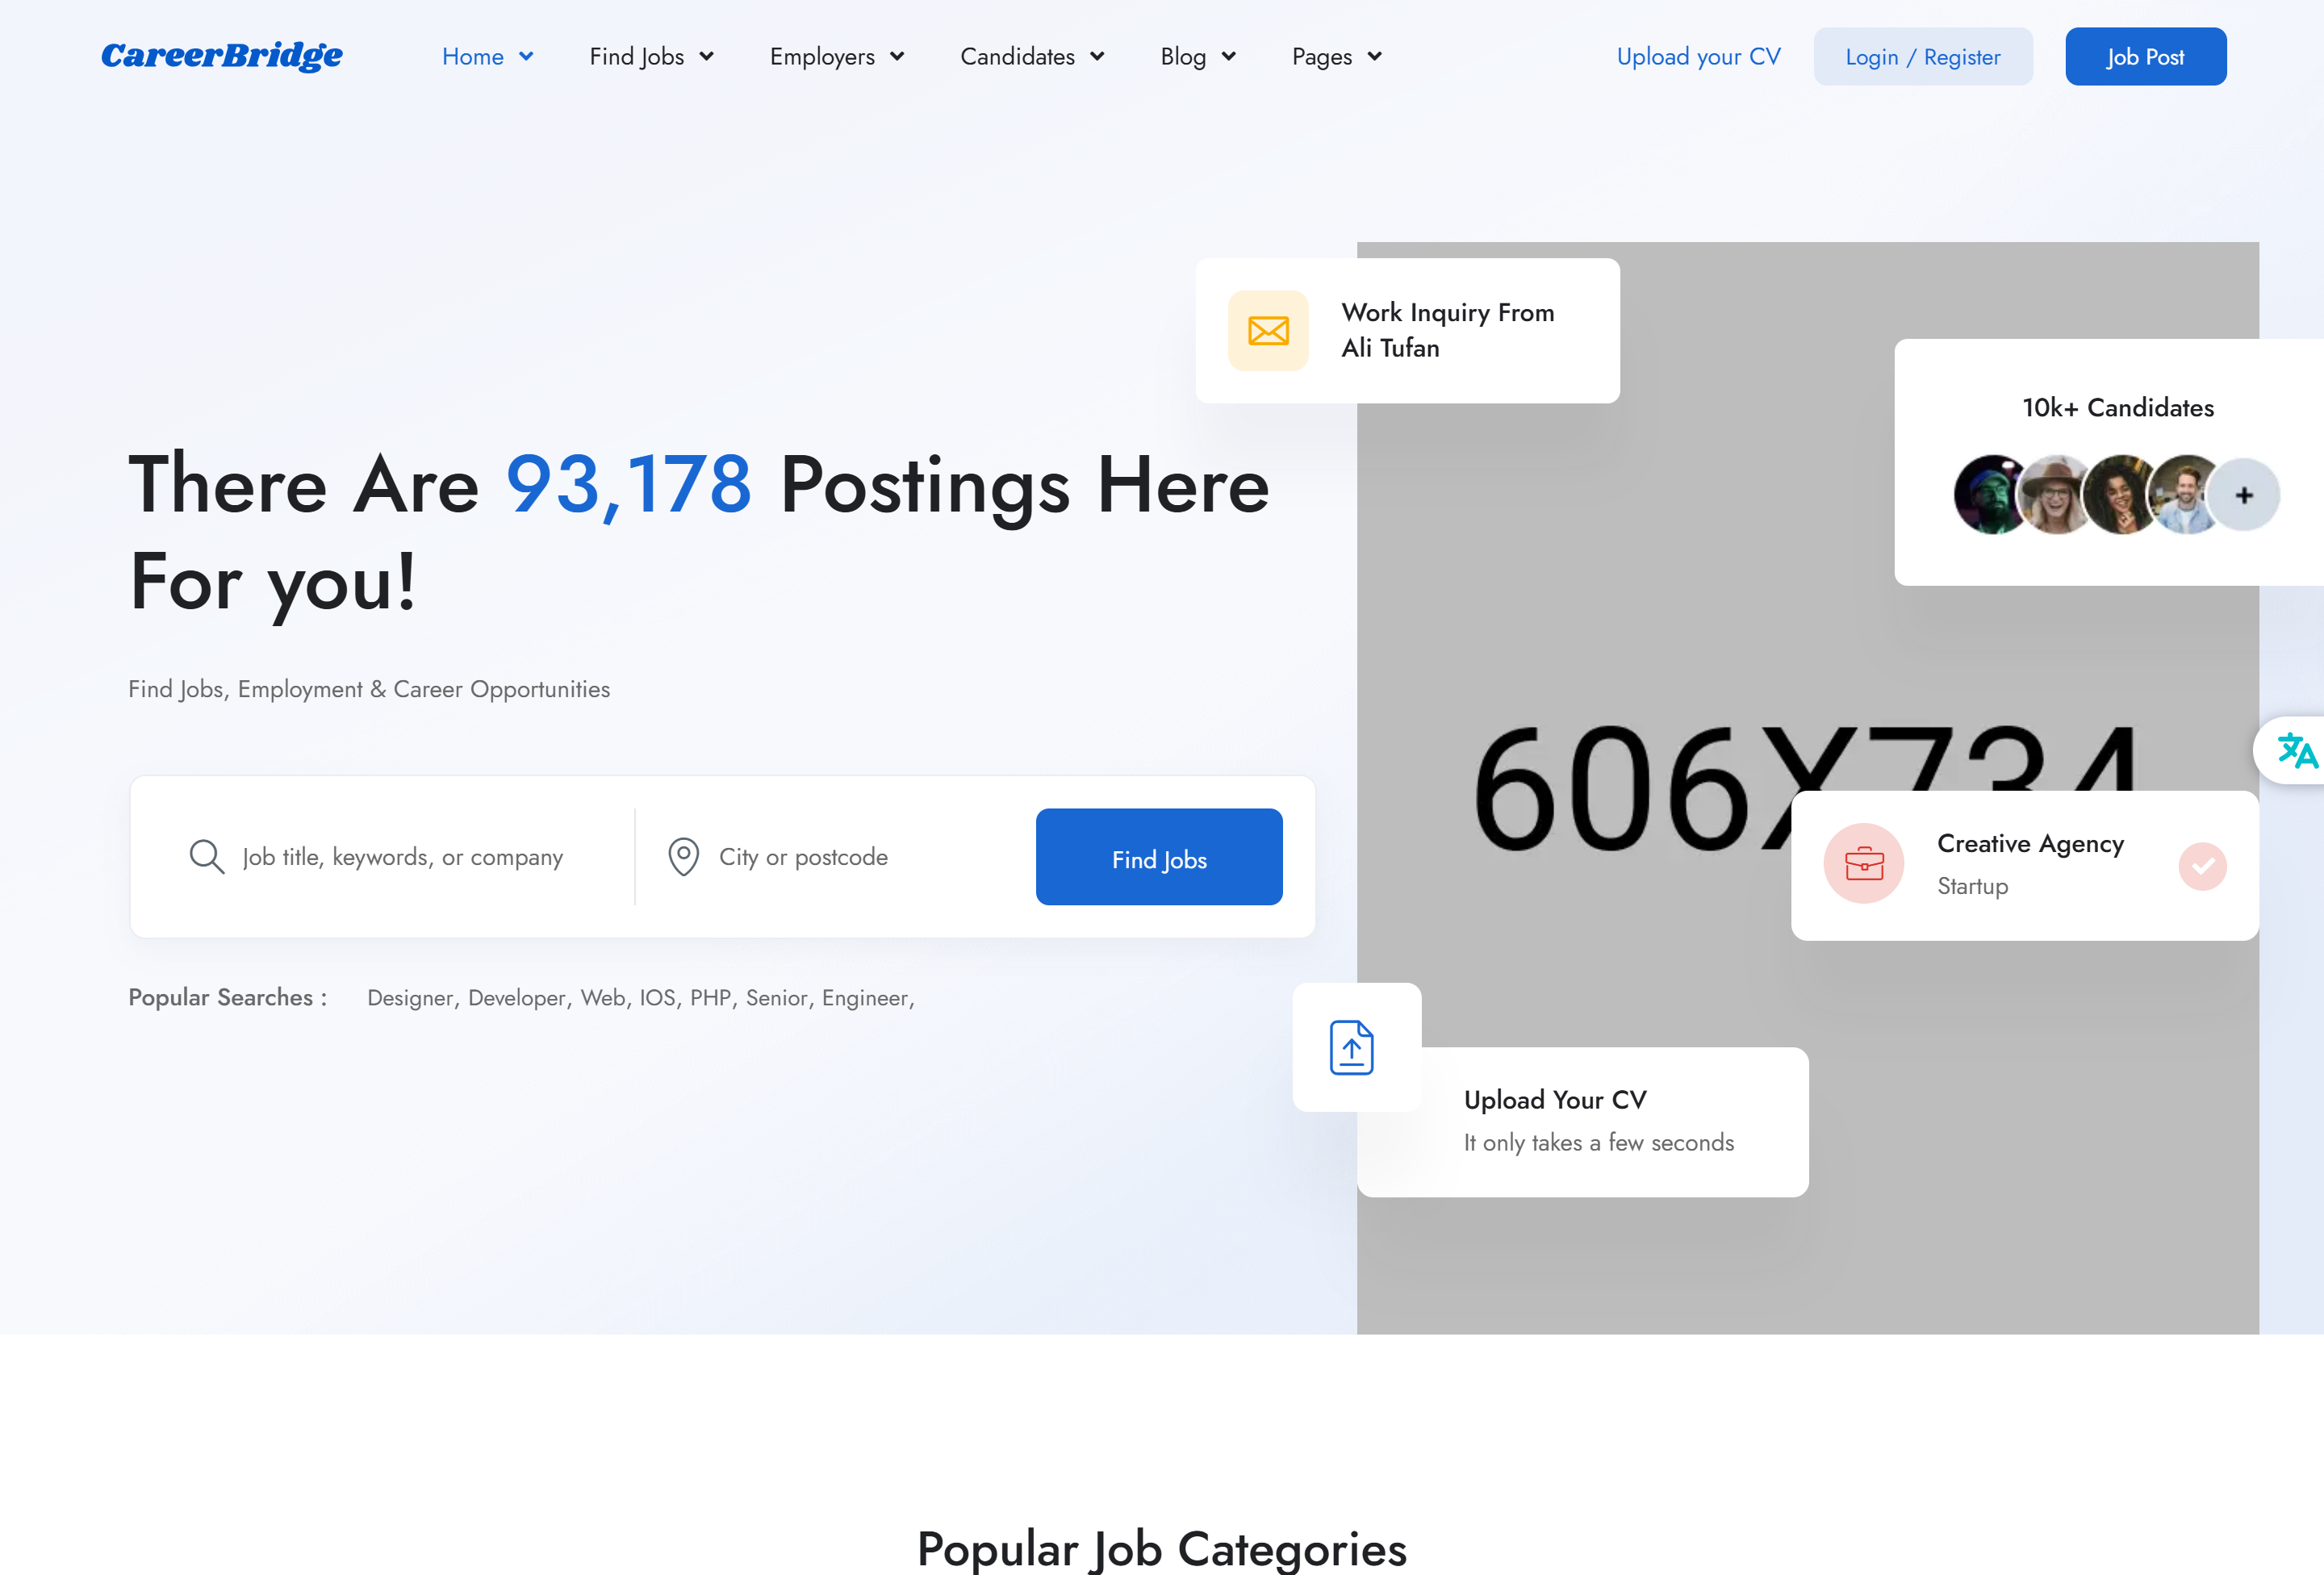 CareerBridge
Home
Find Jobs
Employers
Candidates
Blog
Pages
Upload your CV
Login / Register
Job Post
Work Inquiry From
Ali Tufan
10k+ Candidates
+
There Are 93,178 Postings Here
For you!
Find Jobs, Employment & Career Opportunities
606X734
Job title, keywords, or company
City or postcode
Find Jobs
Creative Agency
Startup
Popular Searches : Designer, Developer, Web, IOS, PHP, Senior, Engineer,
Upload Your CV
It only takes a few seconds
Popular Job Categories